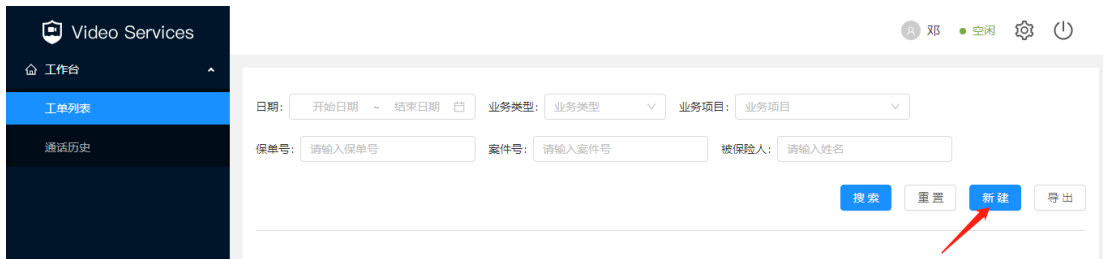 Video Services
邓 空闲
工作台
工单列表
通话历史
日期: 开始日期 ~ 结束日期 业务类型: 业务类型 业务项目: 业务项目
保单号: 请输入保单号 案件号: 请输入案件号 被保险人: 请输入姓名
搜索 重置 新建 导出